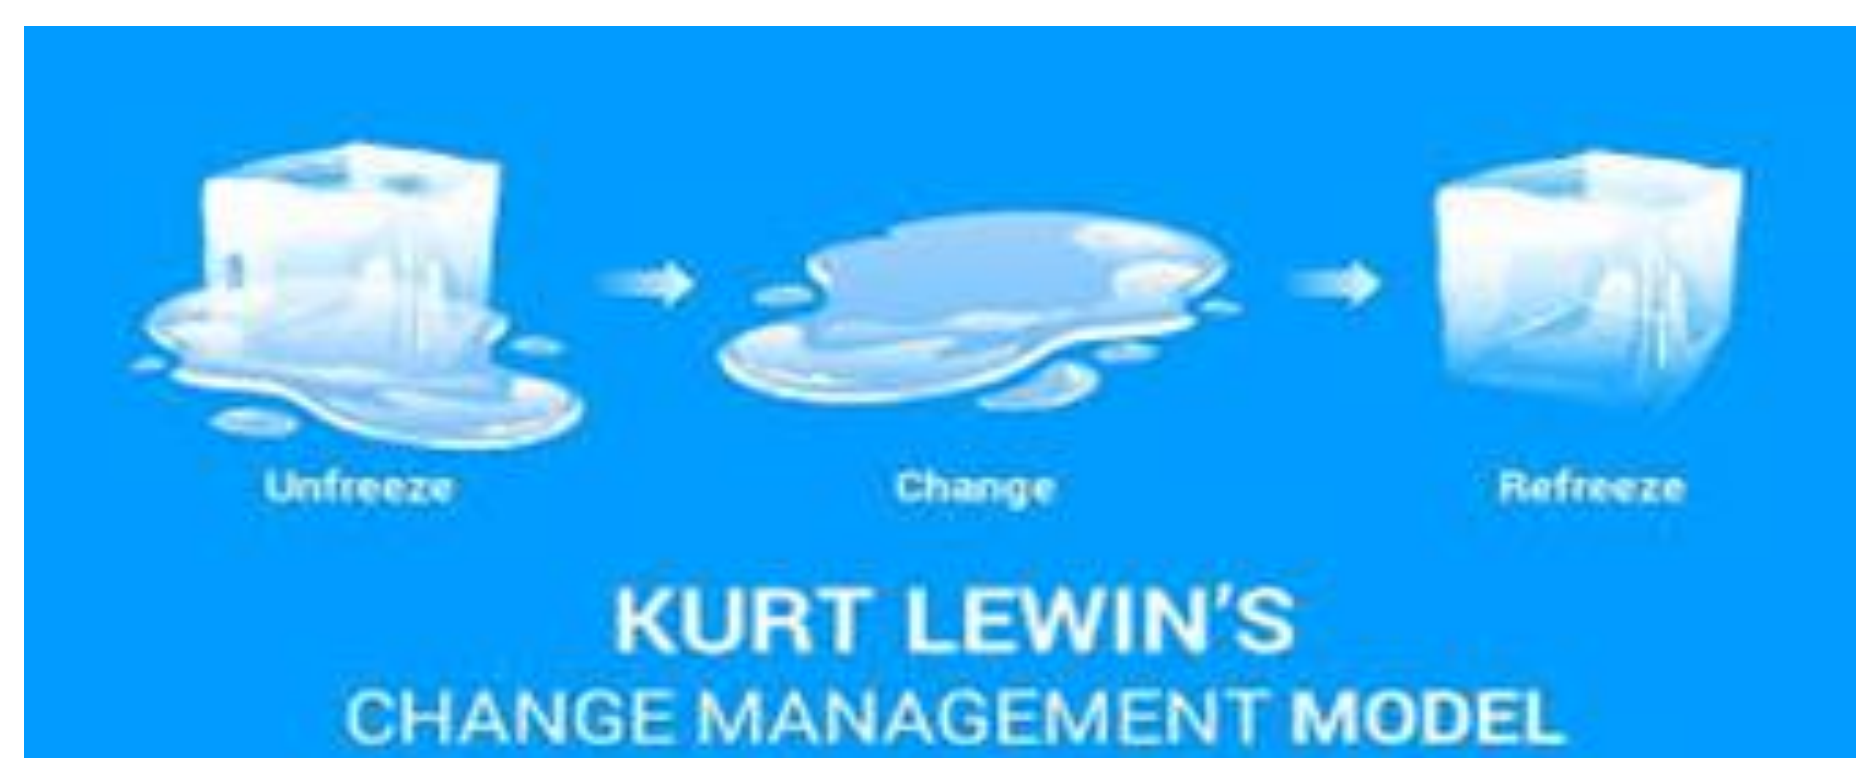 Unfreeze
Change
Refreeze
KURT LEWIN'S
CHANGE MANAGEMENT MODEL